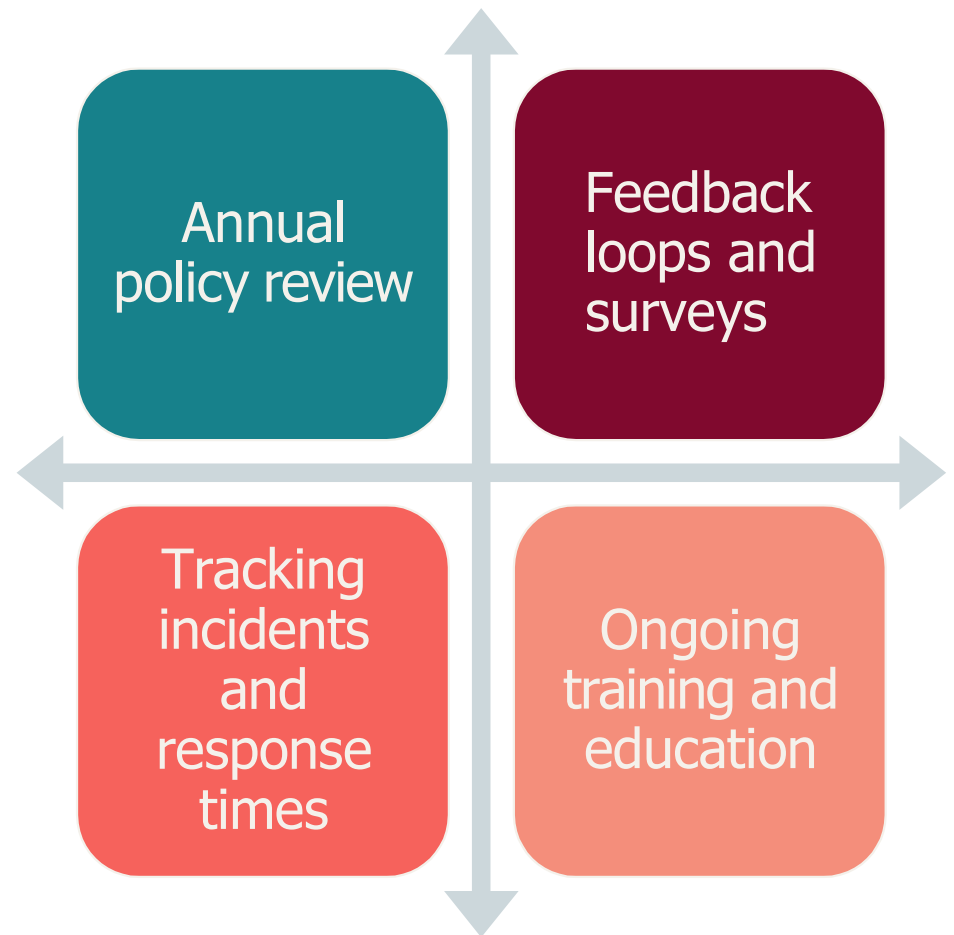 Annual
policy review
Feedback
loops and
surveys
Tracking
incidents
and
response
times
Ongoing
training and
education